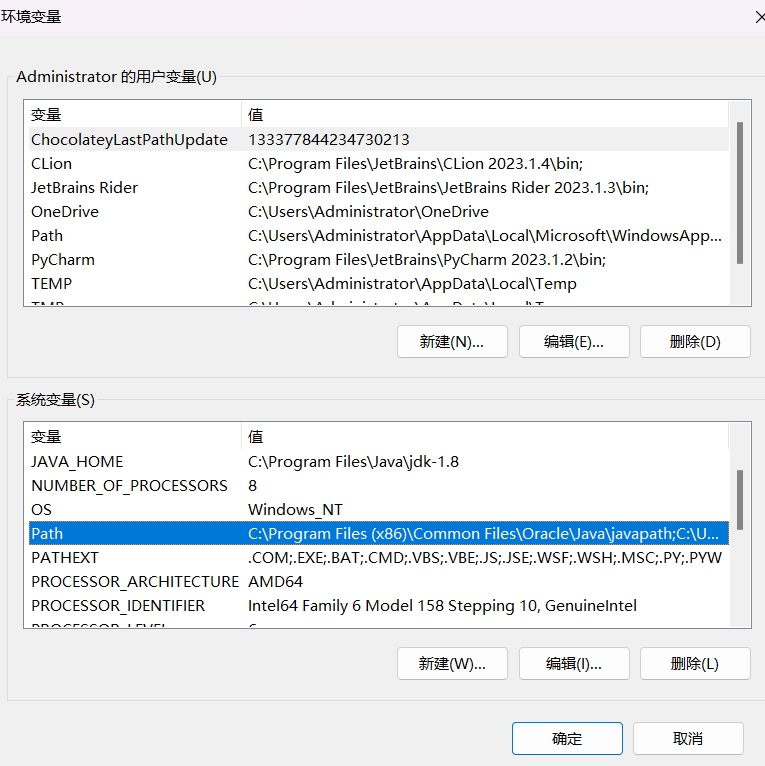 环境变量
Administrator 的用户变量(U)
变量 值
ChocolateyLastPathUpdate 133377844234730213
CLion C:\Program Files\JetBrains\CLion 2023.1.4\bin;
JetBrains Rider C:\Program Files\JetBrains\JetBrains Rider 2023.1.3\bin;
OneDrive C:\Users\Administrator\OneDrive
Path C:\Users\Administrator\AppData\Local\Microsoft\WindowsApp...
PyCharm C:\Program Files\JetBrains\PyCharm 2023.1.2\bin;
TEMP C:\Users\Administrator\AppData\Local\Temp
新建(N)... 编辑(E)... 删除(D)
系统变量(S)
变量 值
JAVA_HOME C:\Program Files\Java\jdk-1.8
NUMBER_OF_PROCESSORS 8
OS Windows_NT
Path C:\Program Files (x86)\Common Files\Oracle\Java\javapath;C:\U...
PATHEXT .COM;.EXE;.BAT;.CMD;.VBS;.VBE;.JS;.JSE;.WSF;.WSH;.MSC;.PY;.PYW
PROCESSOR_ARCHITECTURE AMD64
PROCESSOR_IDENTIFIER Intel64 Family 6 Model 158 Stepping 10, GenuineIntel
新建(W)... 编辑(I)... 删除(L)
确定 取消